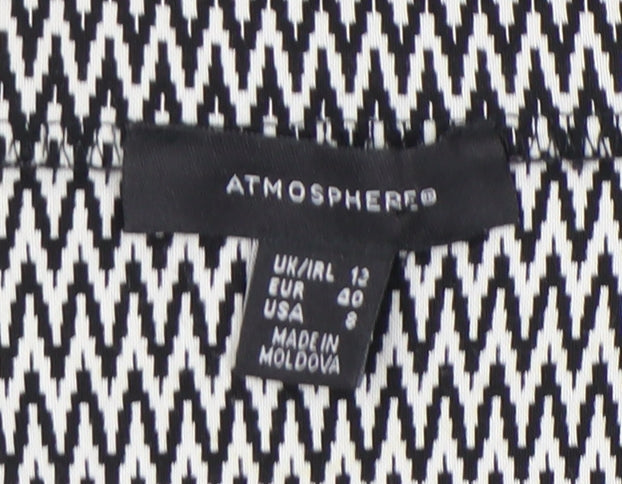 ATMOSPHERE®
UK/IRL 12
EUR 40
USA 8
MADE IN
MOLDOVA